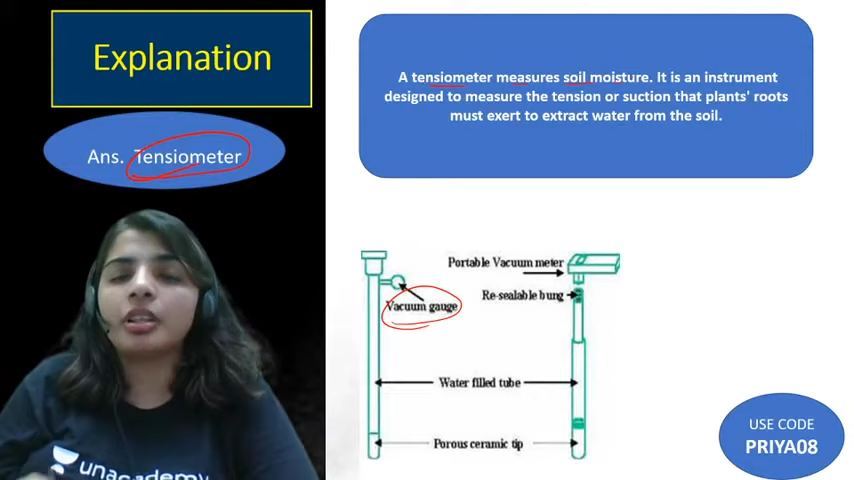 Explanation
Ans. Tensiometer
A tensiometer measures soil moisture. It is an instrument
designed to measure the tension or suction that plants' roots
must exert to extract water from the soil.
Portable Vacuum meter
Vacuum gauge
Re-sealable bung
Water filled tube
Porous ceramic tip
unacademy
USE CODE
PRIYA08